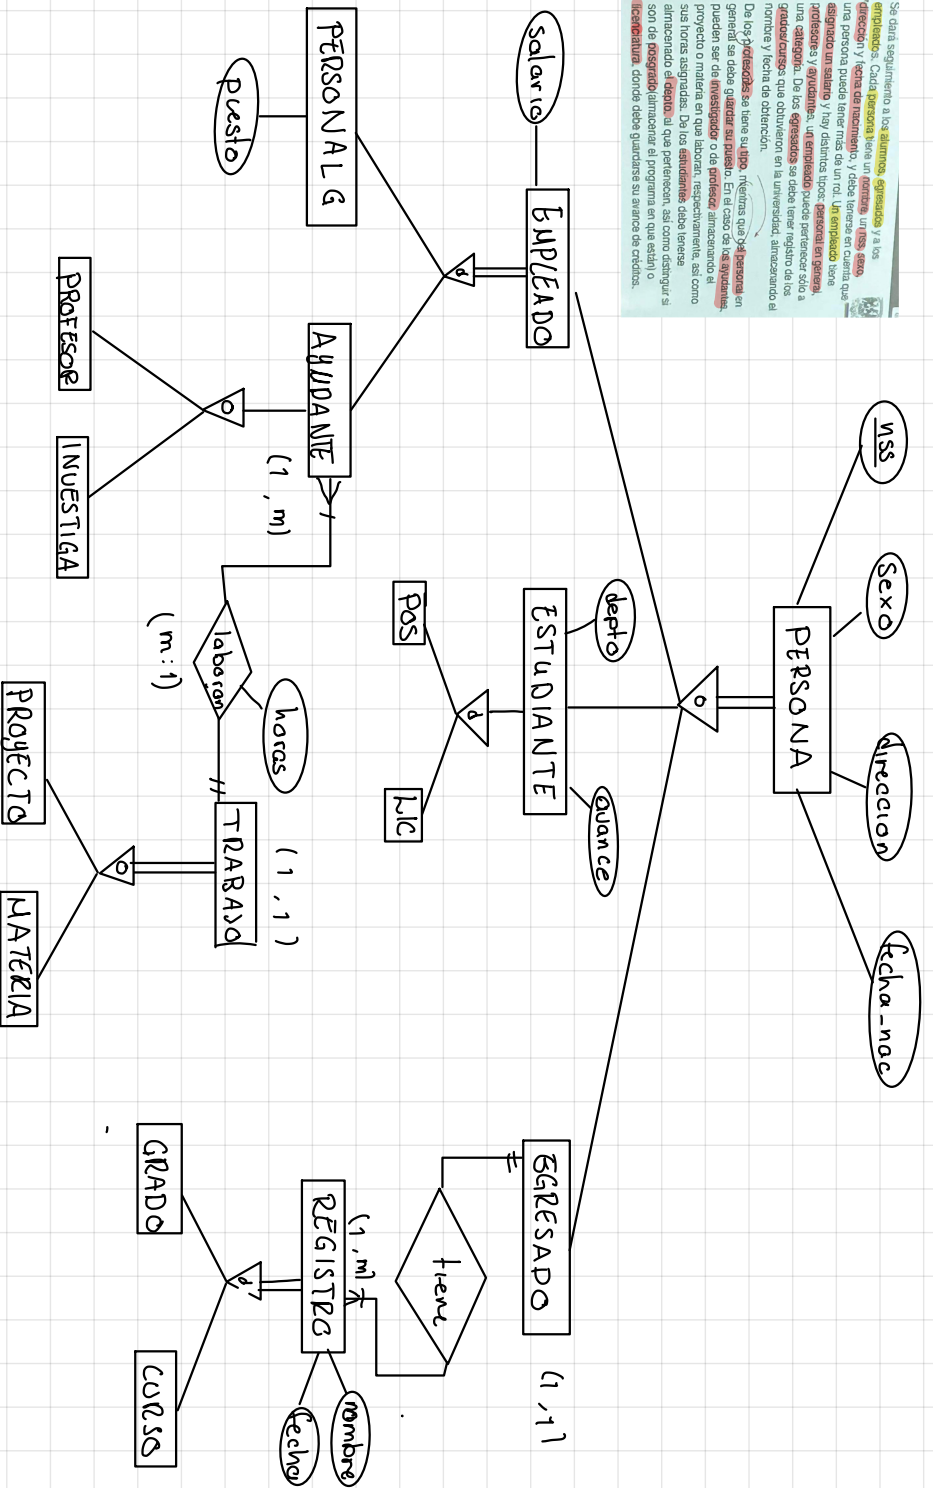 Se dará seguimiento a los alumnos, egresados y a los
empleados. Cada persona tiene un nombre, un nss, sexo,
dirección y fecha de nacimiento, y debe tenerse en cuenta que
una persona puede tener más de un rol. Un empleado tiene
asignado un salario y hay distintos tipos: personal en general,
profesores y ayudantes, un empleado puede pertenecer sólo a
una categoría. De los egresados se debe tener registro de los
grados/cursos que obtuvieron en la universidad, almacenando el
nombre y fecha de obtención.
De los profesores se tiene su tipo, mientras que del personal en
general se debe guardar su puesto. En el caso de los ayudantes,
pueden ser de investigador o de profesor, almacenando el
proyecto o materia en que laboran, respectivamente, así como
sus horas asignadas. De los estudiantes debe tenerse
almacenado el depto. al que pertenecen, así como distinguir si
son de posgrado(almacenar el programa en que están) o
licenciatura, donde debe guardarse su avance de créditos.
nss
Sexo
direccion
fecha_nac
PERSONA
o
salario
EMPLEADO
depto
ESTUDIANTE
avance
EGRESADO
(1,1)
d
d
POS
LIC
tiene
PERSONAL G
puesto
AYUDANTE
(1,m)
(1,m)
REGISTRO
nombre
fecha
horas
laboran
(m:1)
TRABAJO
(1,1)
o
d
PROFESOR
INVESTIGA
o
PROYECTO
MATERIA
GRADO
CURSO